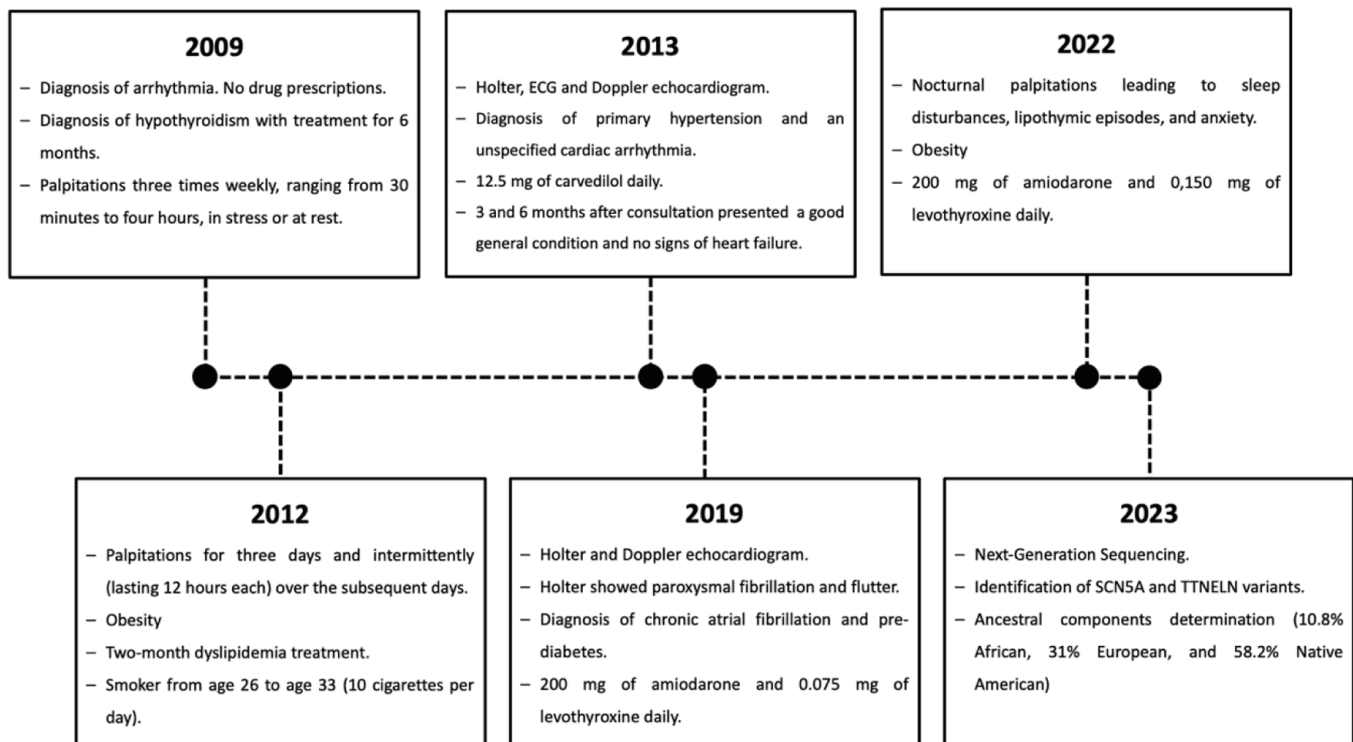 2009
– Diagnosis of arrhythmia. No drug prescriptions.
– Diagnosis of hypothyroidism with treatment for 6
months.
– Palpitations three times weekly, ranging from 30
minutes to four hours, in stress or at rest.
2012
– Palpitations for three days and intermittently
(lasting 12 hours each) over the subsequent days.
– Obesity
– Two-month dyslipidemia treatment.
– Smoker from age 26 to age 33 (10 cigarettes per
day).
2013
– Holter, ECG and Doppler echocardiogram.
– Diagnosis of primary hypertension and an
unspecified cardiac arrhythmia.
– 12.5 mg of carvedilol daily.
– 3 and 6 months after consultation presented a good
general condition and no signs of heart failure.
2019
– Holter and Doppler echocardiogram.
– Holter showed paroxysmal fibrillation and flutter.
– Diagnosis of chronic atrial fibrillation and pre-
diabetes.
– 200 mg of amiodarone and 0.075 mg of
levothyroxine daily.
2022
– Nocturnal palpitations leading to sleep
disturbances, lipothymic episodes, and anxiety.
– Obesity
– 200 mg of amiodarone and 0,150 mg of
levothyroxine daily.
2023
– Next-Generation Sequencing.
– Identification of SCN5A and TTNELN variants.
– Ancestral components determination (10.8%
African, 31% European, and 58.2% Native
American)